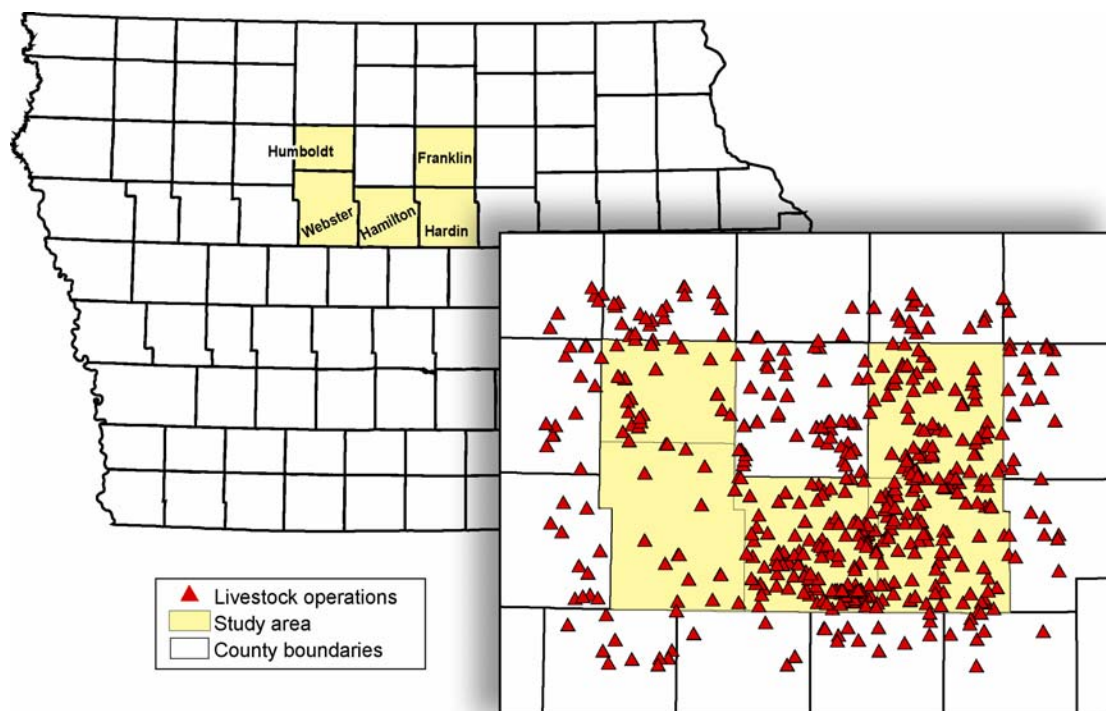 Humboldt
Franklin
Webster
Hamilton
Hardin
Livestock operations
Study area
County boundaries